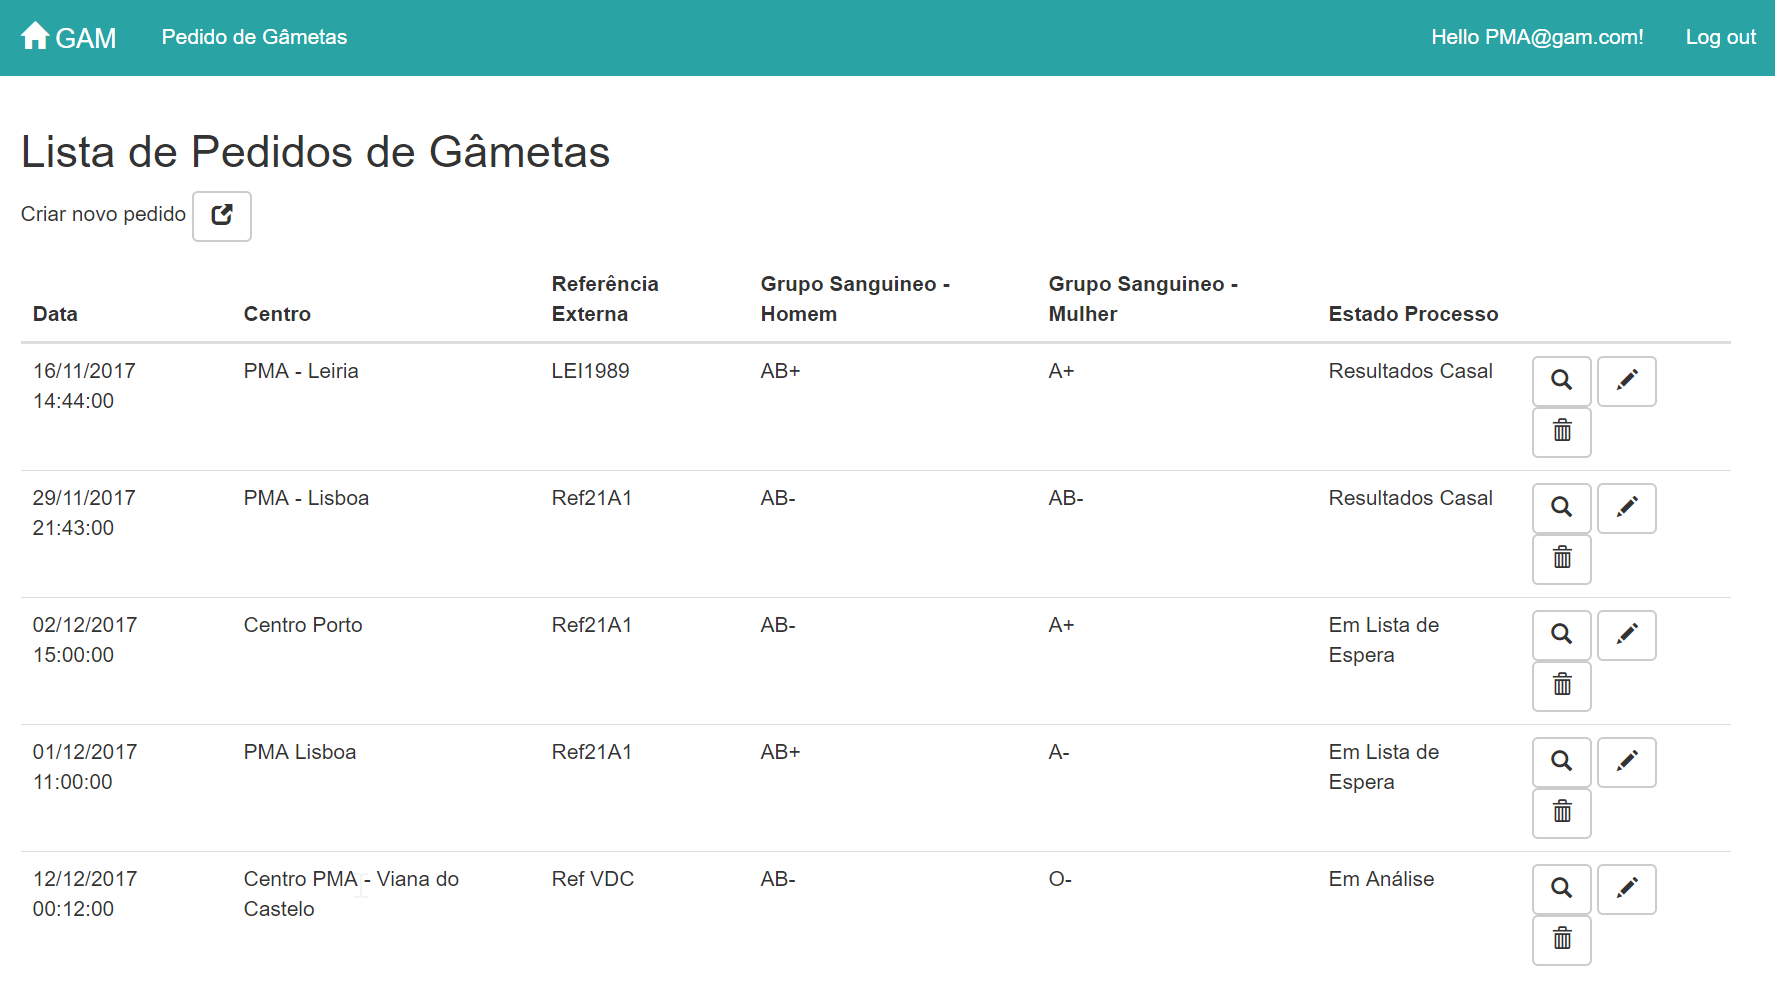 GAM Pedido de Gâmetas Hello PMA@gam.com! Log out
Lista de Pedidos de Gâmetas
Criar novo pedido
Data Centro Referência Externa Grupo Sanguineo - Homem Grupo Sanguineo - Mulher Estado Processo
16/11/2017 14:44:00 PMA - Leiria LEI1989 AB+ A+ Resultados Casal
29/11/2017 21:43:00 PMA - Lisboa Ref21A1 AB- AB- Resultados Casal
02/12/2017 15:00:00 Centro Porto Ref21A1 AB- A+ Em Lista de Espera
01/12/2017 11:00:00 PMA Lisboa Ref21A1 AB+ A- Em Lista de Espera
12/12/2017 00:12:00 Centro PMA - Viana do Castelo Ref VDC AB- O- Em Análise